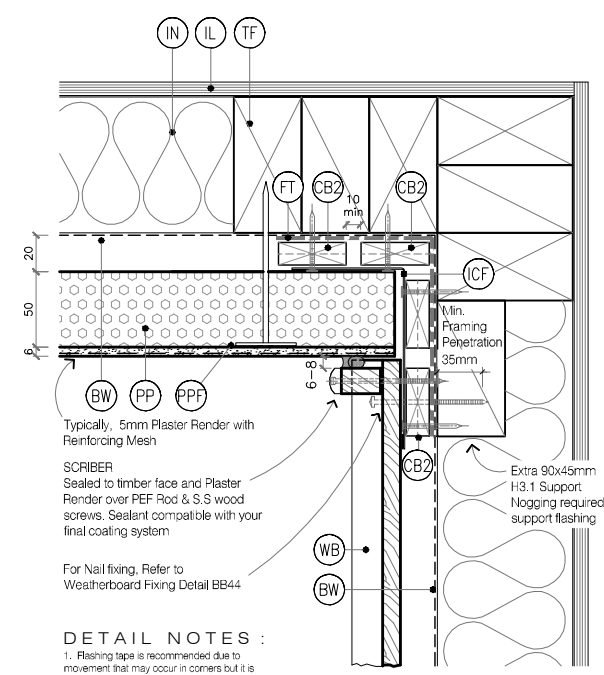 IN IL TF
FT CB2 CB2
10
min
20
ICF
50
Min.
Framing
Penetration
35mm
6
6-8
BW PP PPF
Typically, 5mm Plaster Render with
Reinforcing Mesh
CB2
SCRIBER
Sealed to timber face and Plaster
Render over PEF Rod & S.S wood
screws. Sealant compatible with your
final coating system
Extra 90x45mm
H3.1 Support
Nogging required
support flashing
WB
For Nail fixing, Refer to
Weatherboard Fixing Detail BB44
BW
DETAIL NOTES :
1. Flashing tape is recommended due to
movement that may occur in corners but it is